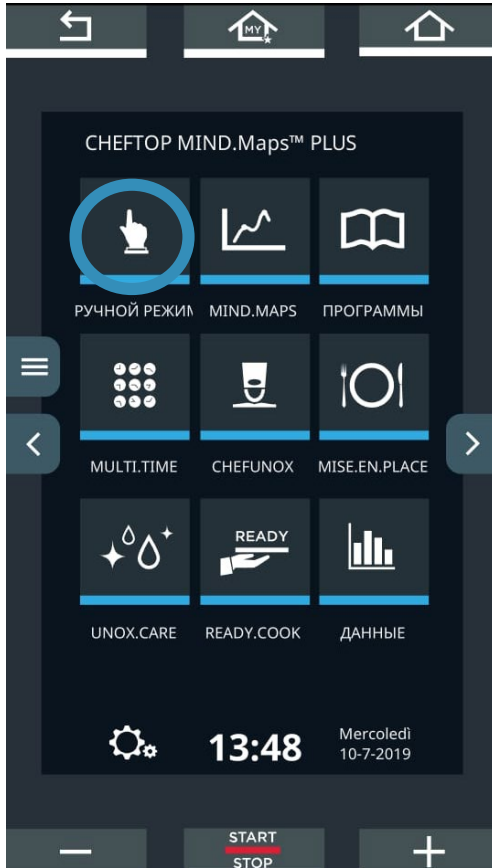 MY
CHEFTOP MIND.Maps™ PLUS
РУЧНОЙ РЕЖИМ MIND.MAPS ПРОГРАММЫ
MULTI.TIME CHEFUNOX MISE.EN.PLACE
READY
UNOX.CARE READY.COOK ДАННЫЕ
13:48 Mercoledì
10-7-2019
START
STOP